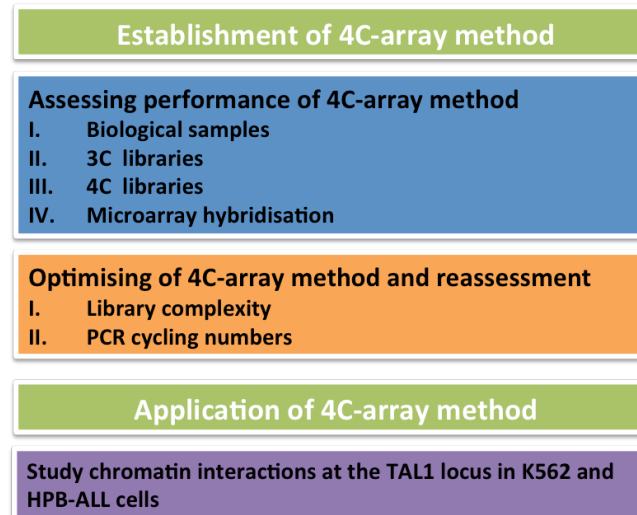 Establishment of 4C-array method
Assessing performance of 4C-array method
I. Biological samples
II. 3C libraries
III. 4C libraries
IV. Microarray hybridisation
Optimising of 4C-array method and reassessment
I. Library complexity
II. PCR cycling numbers
Application of 4C-array method
Study chromatin interactions at the TAL1 locus in K562 and
HPB-ALL cells